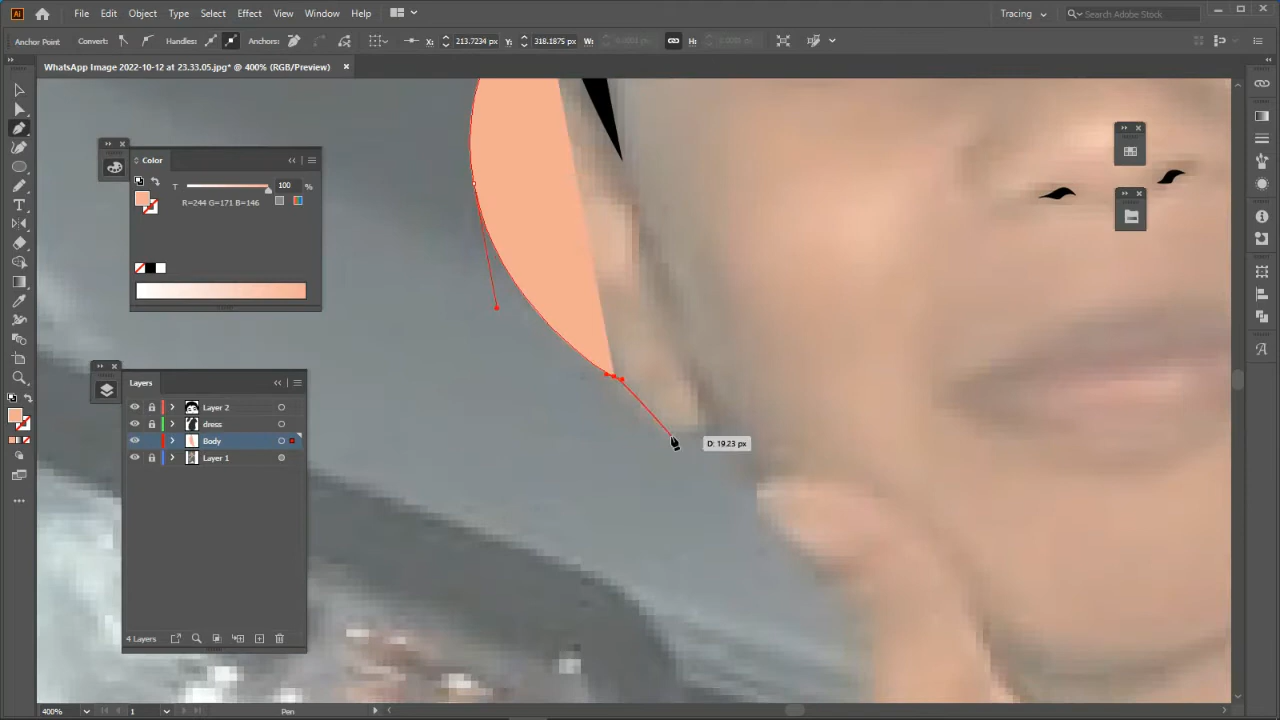 Ai File Edit Object Type Select Effect View Window Help Tracing Search Adobe Stock
Anchor Point Convert: Handles: Anchors: X: 213.7234 px Y: 318.1875 px W: H:
WhatsApp Image 2022-10-12 at 23.33.05.jpg* @ 400% (RGB/Preview)
Color
T 100 %
R=244 G=171 B=146
Layers
Layer 2
dress
Body
Layer 1
4 Layers
D: 19.23 px
400% 1 Pen